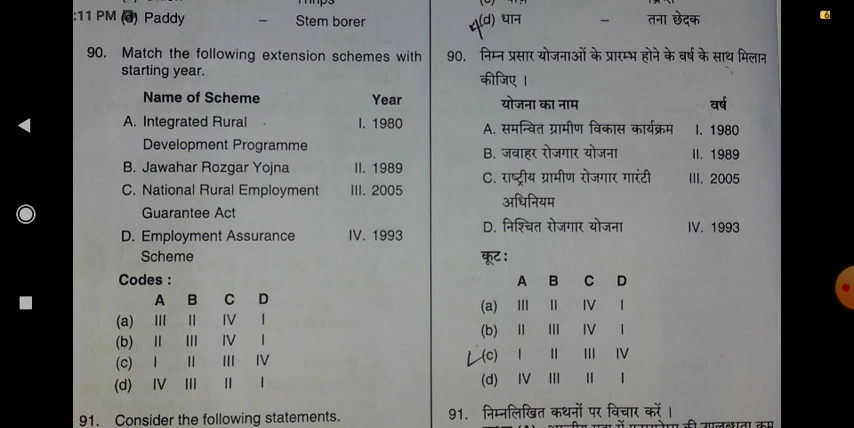 :11 PM (d) Paddy – Stem borer
90. Match the following extension schemes with
starting year.
Name of Scheme Year
A. Integrated Rural I. 1980
Development Programme
B. Jawahar Rozgar Yojna II. 1989
C. National Rural Employment III. 2005
Guarantee Act
D. Employment Assurance IV. 1993
Scheme
Codes :
A B C D
(a) III II IV I
(b) II III IV I
(c) I II III IV
(d) IV III II I
91. Consider the following statements.
(d) धान – तना छेदक
90. निम्न प्रसार योजनाओं के प्रारम्भ होने के वर्ष के साथ मिलान
कीजिए ।
योजना का नाम वर्ष
A. समन्वित ग्रामीण विकास कार्यक्रम I. 1980
B. जवाहर रोजगार योजना II. 1989
C. राष्ट्रीय ग्रामीण रोजगार गारंटी III. 2005
अधिनियम
D. निश्चित रोजगार योजना IV. 1993
कूट :
A B C D
(a) III II IV I
(b) II III IV I
(c) I II III IV
(d) IV III II I
91. निम्नलिखित कथनों पर विचार करें ।